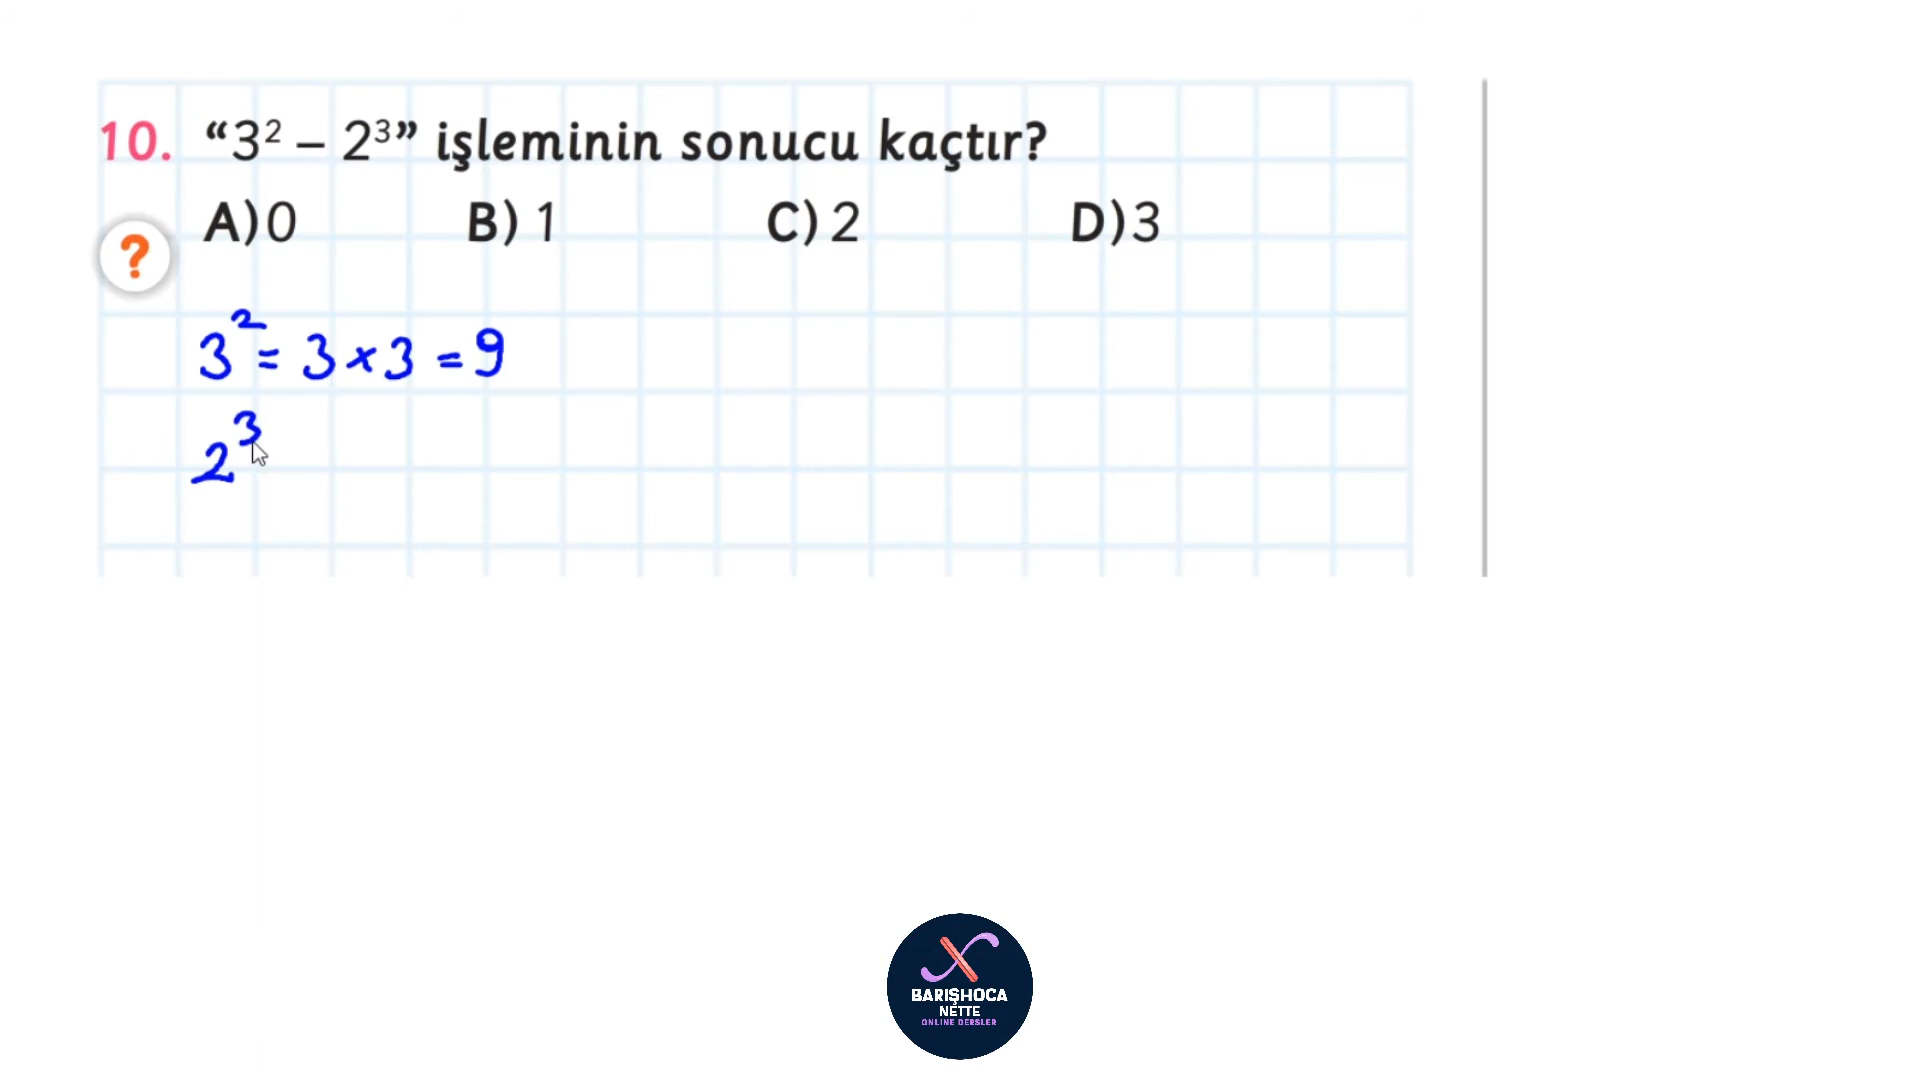 10. “3² – 2³” işleminin sonucu kaçtır?
A) 0 B) 1 C) 2 D) 3
?
3² = 3 × 3 = 9
2³
BARIŞHOCA
NETTE
ONLINE DERSLER